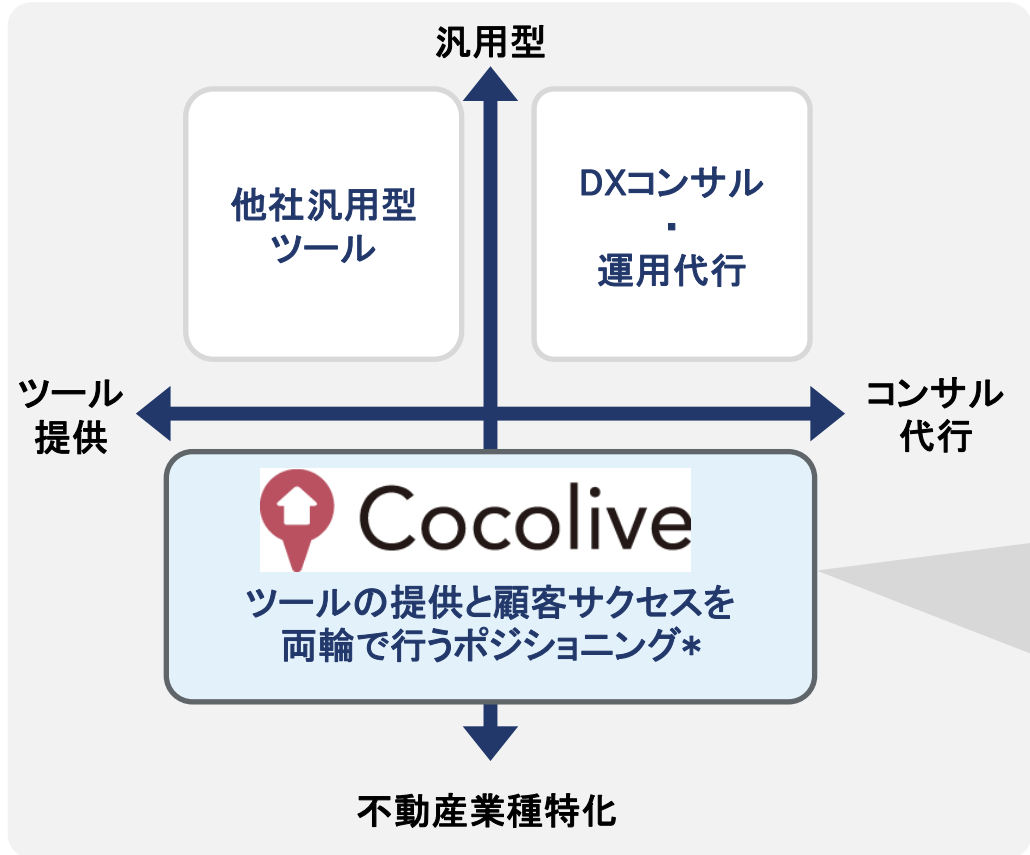 汎用型
他社汎用型
ツール
DXコンサル
・
運用代行
ツール
提供
コンサル
代行
Cocolive
ツールの提供と顧客サクセスを
両輪で行うポジショニング*
不動産業種特化